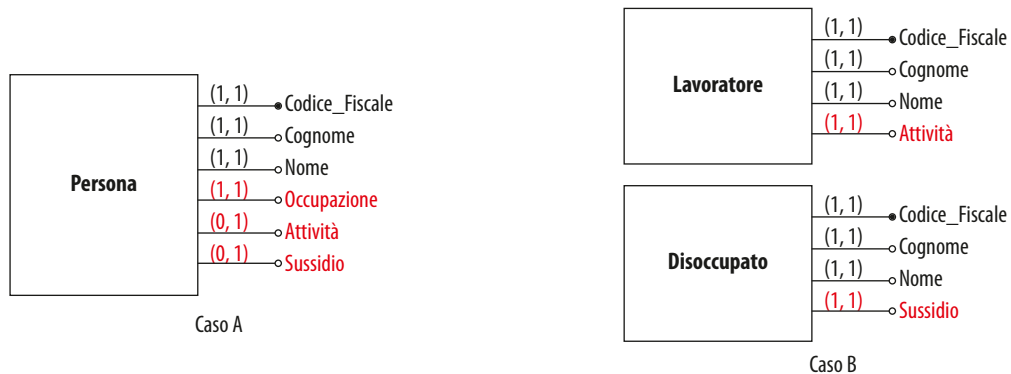 Persona
(1, 1) Codice_Fiscale
(1, 1) Cognome
(1, 1) Nome
(1, 1) Occupazione
(0, 1) Attività
(0, 1) Sussidio
Caso A
Lavoratore
(1, 1) Codice_Fiscale
(1, 1) Cognome
(1, 1) Nome
(1, 1) Attività
Disoccupato
(1, 1) Codice_Fiscale
(1, 1) Cognome
(1, 1) Nome
(1, 1) Sussidio
Caso B